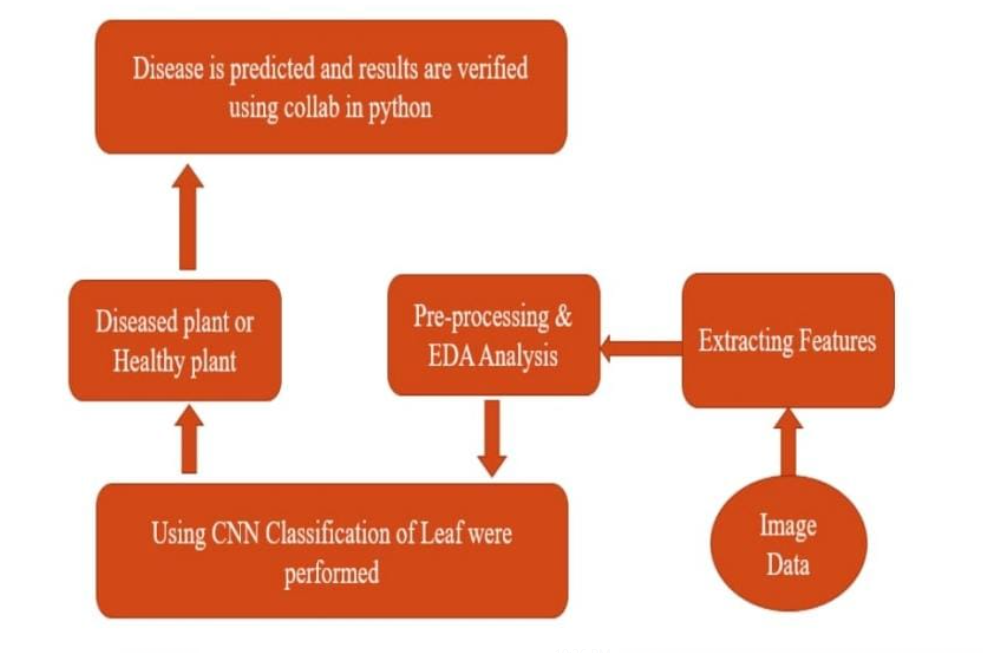 Disease is predicted and results are verified
using collab in python
Diseased plant or
Healthy plant
Pre-processing &
EDA Analysis
Extracting Features
Using CNN Classification of Leaf were
performed
Image
Data